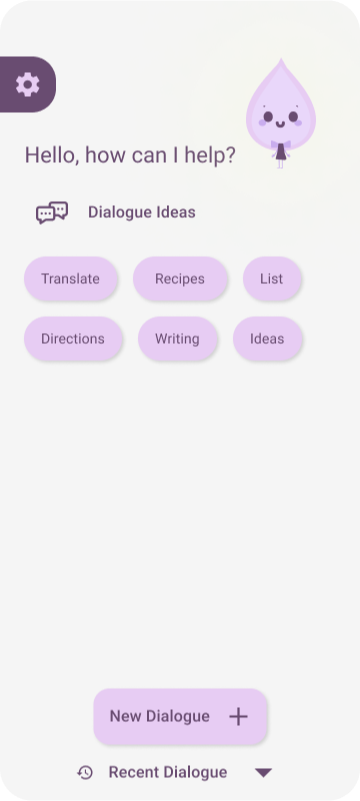 Hello, how can I help?
Dialogue Ideas
Translate Recipes List
Directions Writing Ideas
New Dialogue
Recent Dialogue